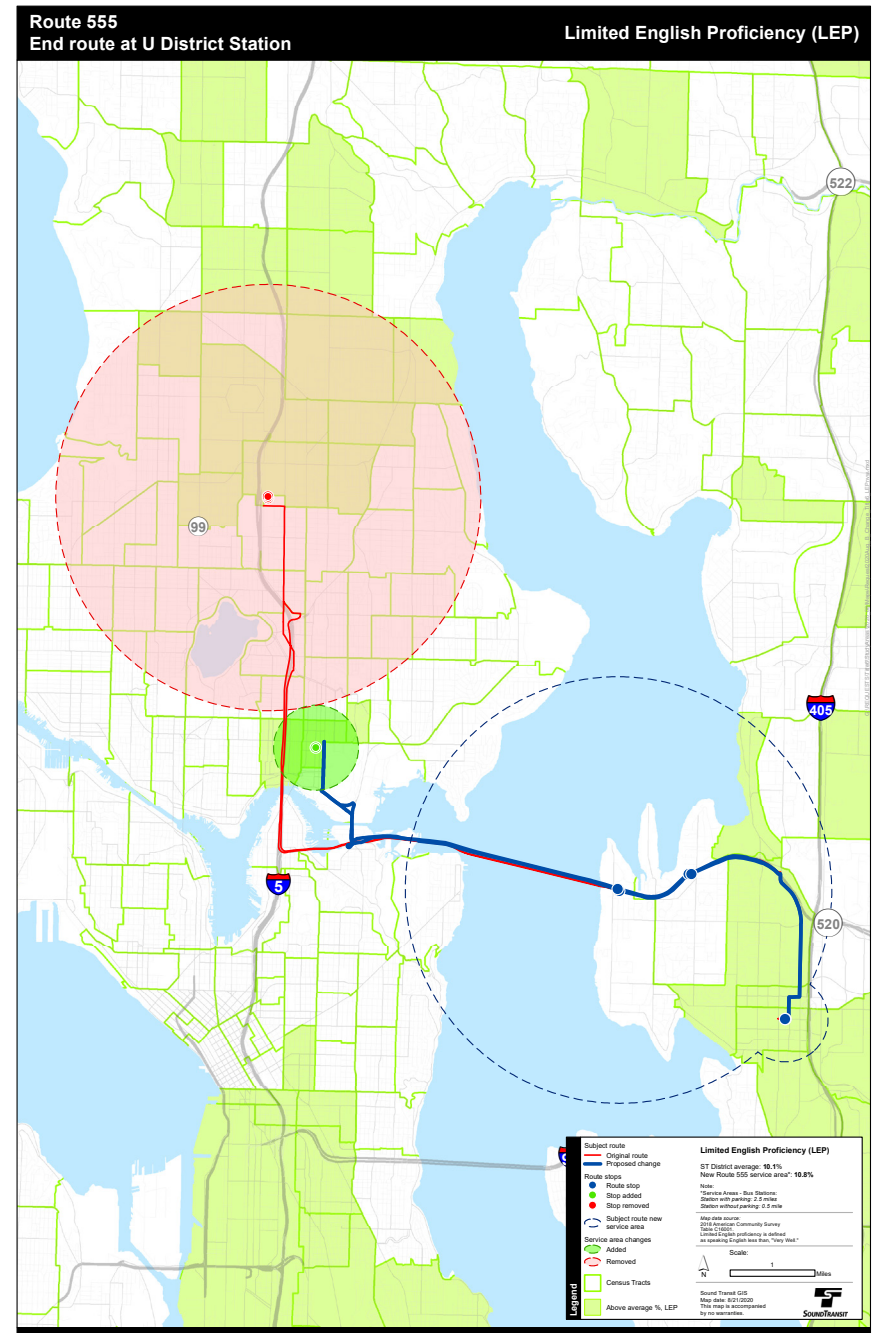 Route 555
End route at U District Station
Limited English Proficiency (LEP)
522
99
405
5
520
9
Legend
Subject route
Original route
Proposed change
Route stops
Route stop
Stop added
Stop removed
Subject route new
service area
Service area changes
Added
Removed
Census Tracts
Above average %, LEP
Limited English Proficiency (LEP)
ST District average: 10.1%
New Route 555 service area*: 10.8%
Note:
*Service Areas - Bus Stations:
Station with parking: 2.5 miles
Station without parking: 0.5 mile
Map data source:
2018 American Community Survey
Table C16001.
Limited English proficiency is defined
as speaking English less than, "Very Well."
Scale:
N
1
Miles
Sound Transit GIS
Map date: 8/21/2020
This map is accompanied
by no warranties.
SOUNDTRANSIT